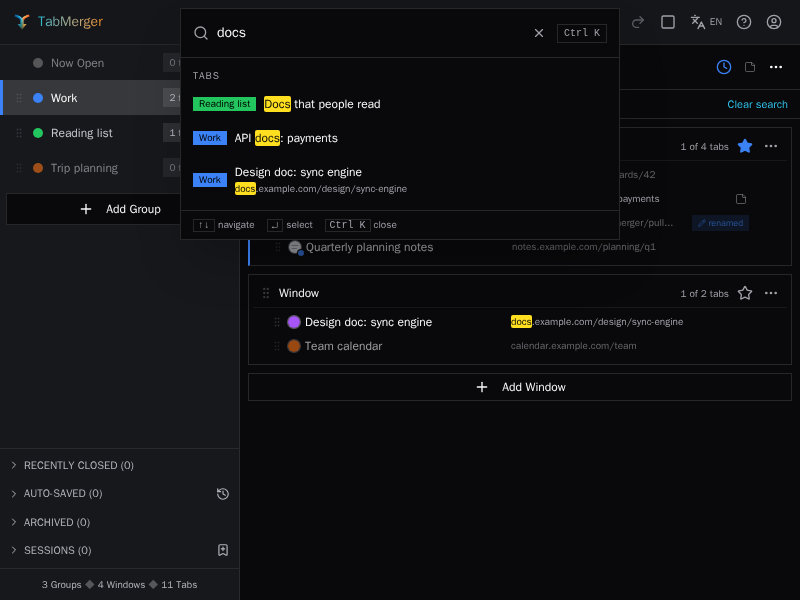 TabMerger
docs
Ctrl K
EN
Now Open
0
Work
2
Reading list
1
Trip planning
0
Add Group
TABS
Reading list Docs that people read
Work API docs: payments
Work Design doc: sync engine
docs.example.com/design/sync-engine
↑↓ navigate select Ctrl K close
Clear search
1 of 4 tabs
ards/42
payments
merger/pull...
renamed
Quarterly planning notes
notes.example.com/planning/q1
Window
1 of 2 tabs
Design doc: sync engine
docs.example.com/design/sync-engine
Team calendar
calendar.example.com/team
Add Window
RECENTLY CLOSED (0)
AUTO-SAVED (0)
ARCHIVED (0)
SESSIONS (0)
3 Groups ◆ 4 Windows ◆ 11 Tabs